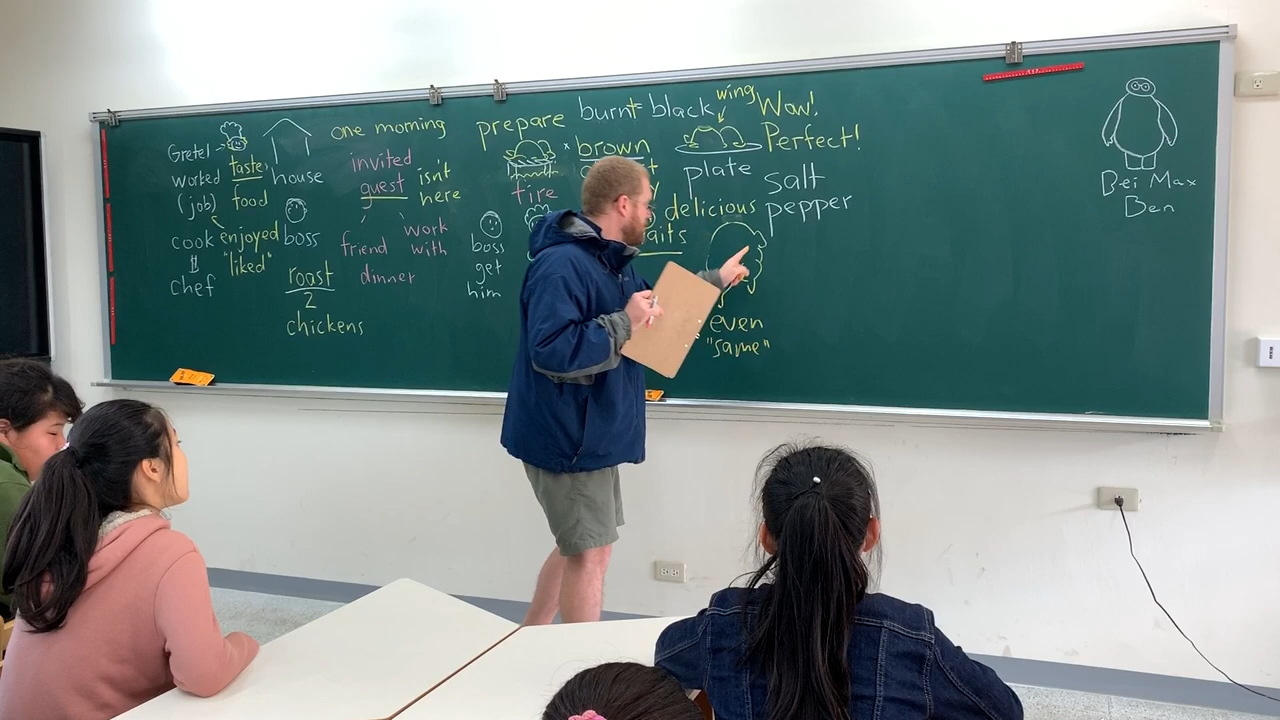 Gretel
worked
(job)
cook
chef
taste
food
enjoyed
"liked"
house
boss
roast
2
chickens
one morning
invited
guest
isn't
here
friend
work
with
dinner
prepare
fire
boss
get
him
burnt = black
brown
delicious
wing
plate
Wow!
Perfect!
salt
pepper
even
"same"
Bei Max
Ben